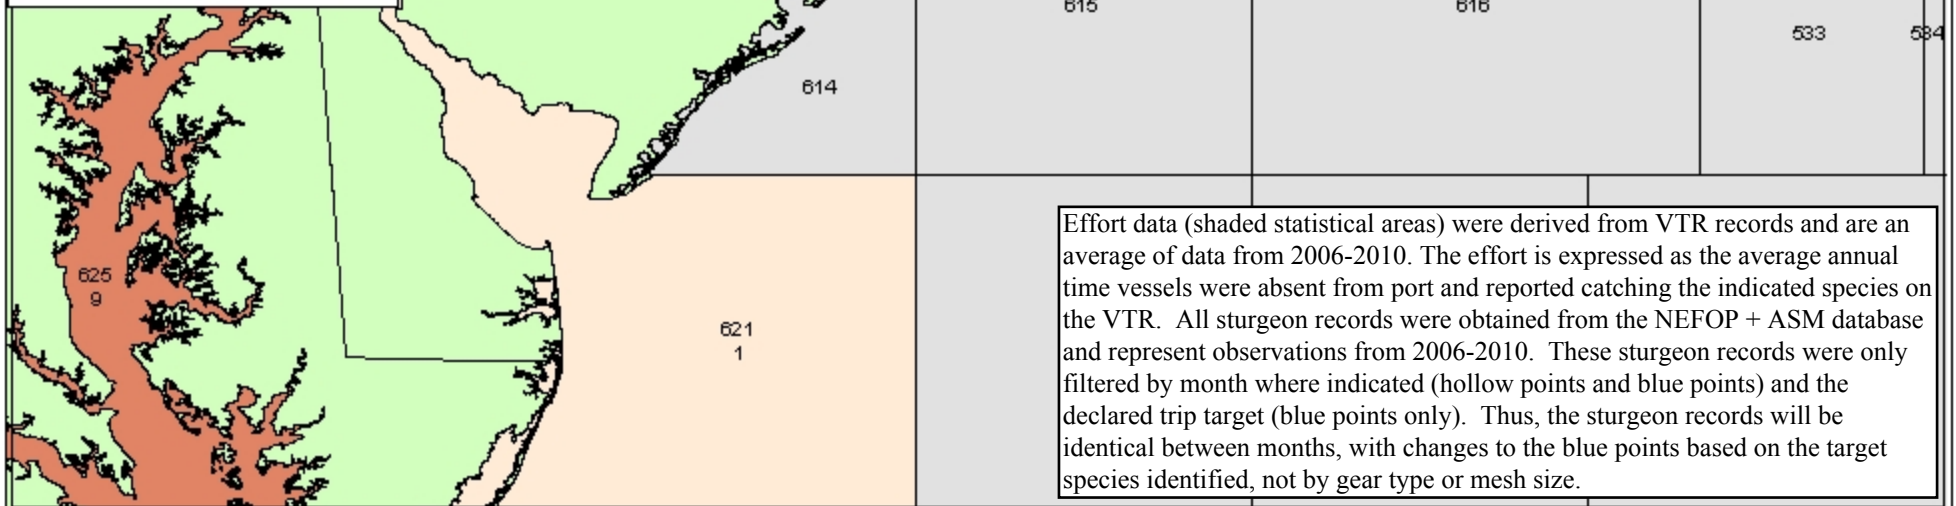 615
616
533
534
614
625
9
621
1
Effort data (shaded statistical areas) were derived from VTR records and are an
average of data from 2006-2010. The effort is expressed as the average annual
time vessels were absent from port and reported catching the indicated species on
the VTR.  All sturgeon records were obtained from the NEFOP + ASM database
and represent observations from 2006-2010.  These sturgeon records were only
filtered by month where indicated (hollow points and blue points) and the
declared trip target (blue points only).  Thus, the sturgeon records will be
identical between months, with changes to the blue points based on the target
species identified, not by gear type or mesh size.